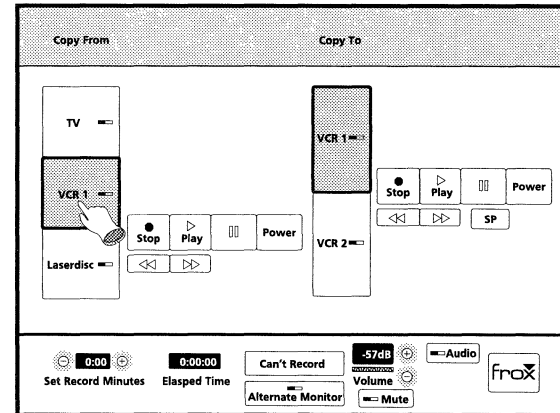 Copy From
Copy To
TV
VCR 1
Laserdisc
Stop
Play
Power
VCR 1
VCR 2
Stop
Play
Power
SP
0:00
Set Record Minutes
0:00:00
Elasped Time
Can't Record
Alternate Monitor
-57dB
Volume
Audio
Mute
frox